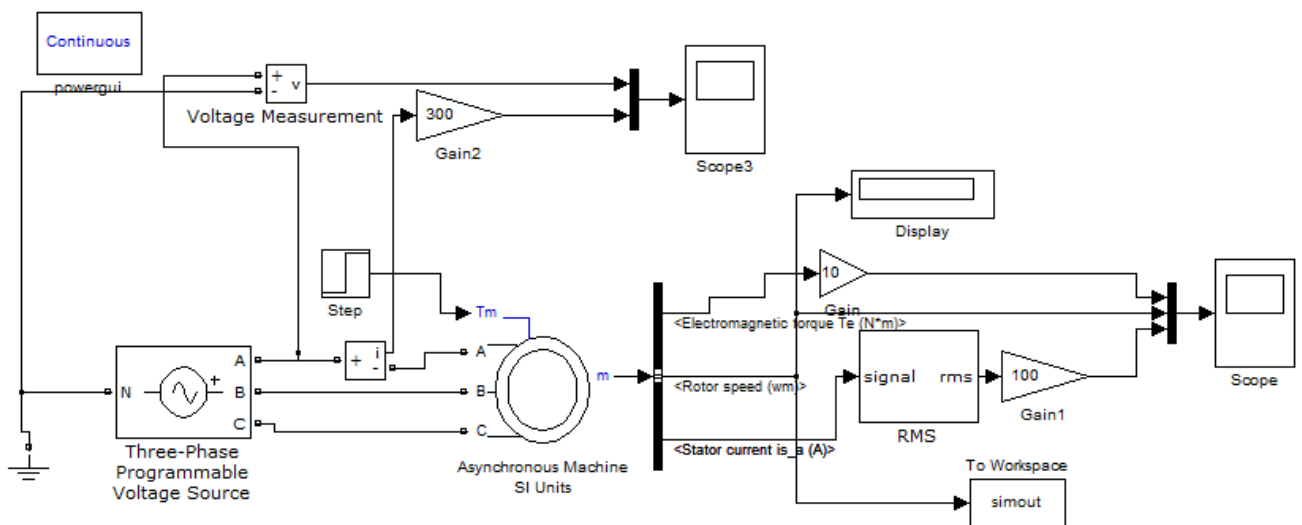 Continuous
powergui
+
-
v
Voltage Measurement
300
Gain2
Scope3
Display
Step
Tm
10
Gain
<Electromagnetic torque Te (N*m)>
A
+
i
-
A
N
+
B
B
m
<Rotor speed (wm)>
signal
rms
100
Gain1
Scope
C
C
RMS
<Stator current is_a (A)>
Three-Phase
Programmable
Voltage Source
Asynchronous Machine
SI Units
To Workspace
simout